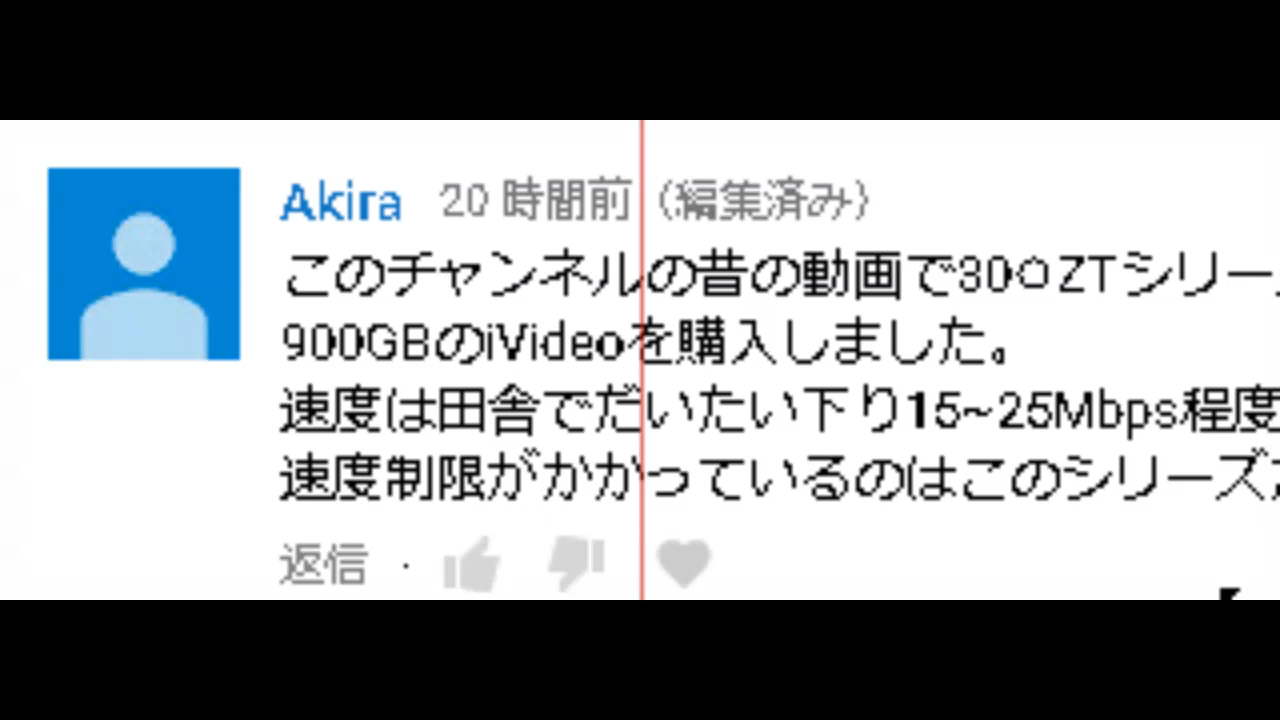 Akira 20 時間前 (編集済み)
このチャンネルの昔の動画で30○ZTシリー
900GBのiVideoを購入しました。
速度は田舎でだいたい下り15~25Mbps程度
速度制限がかかっているのはこのシリーズ
返信 ·